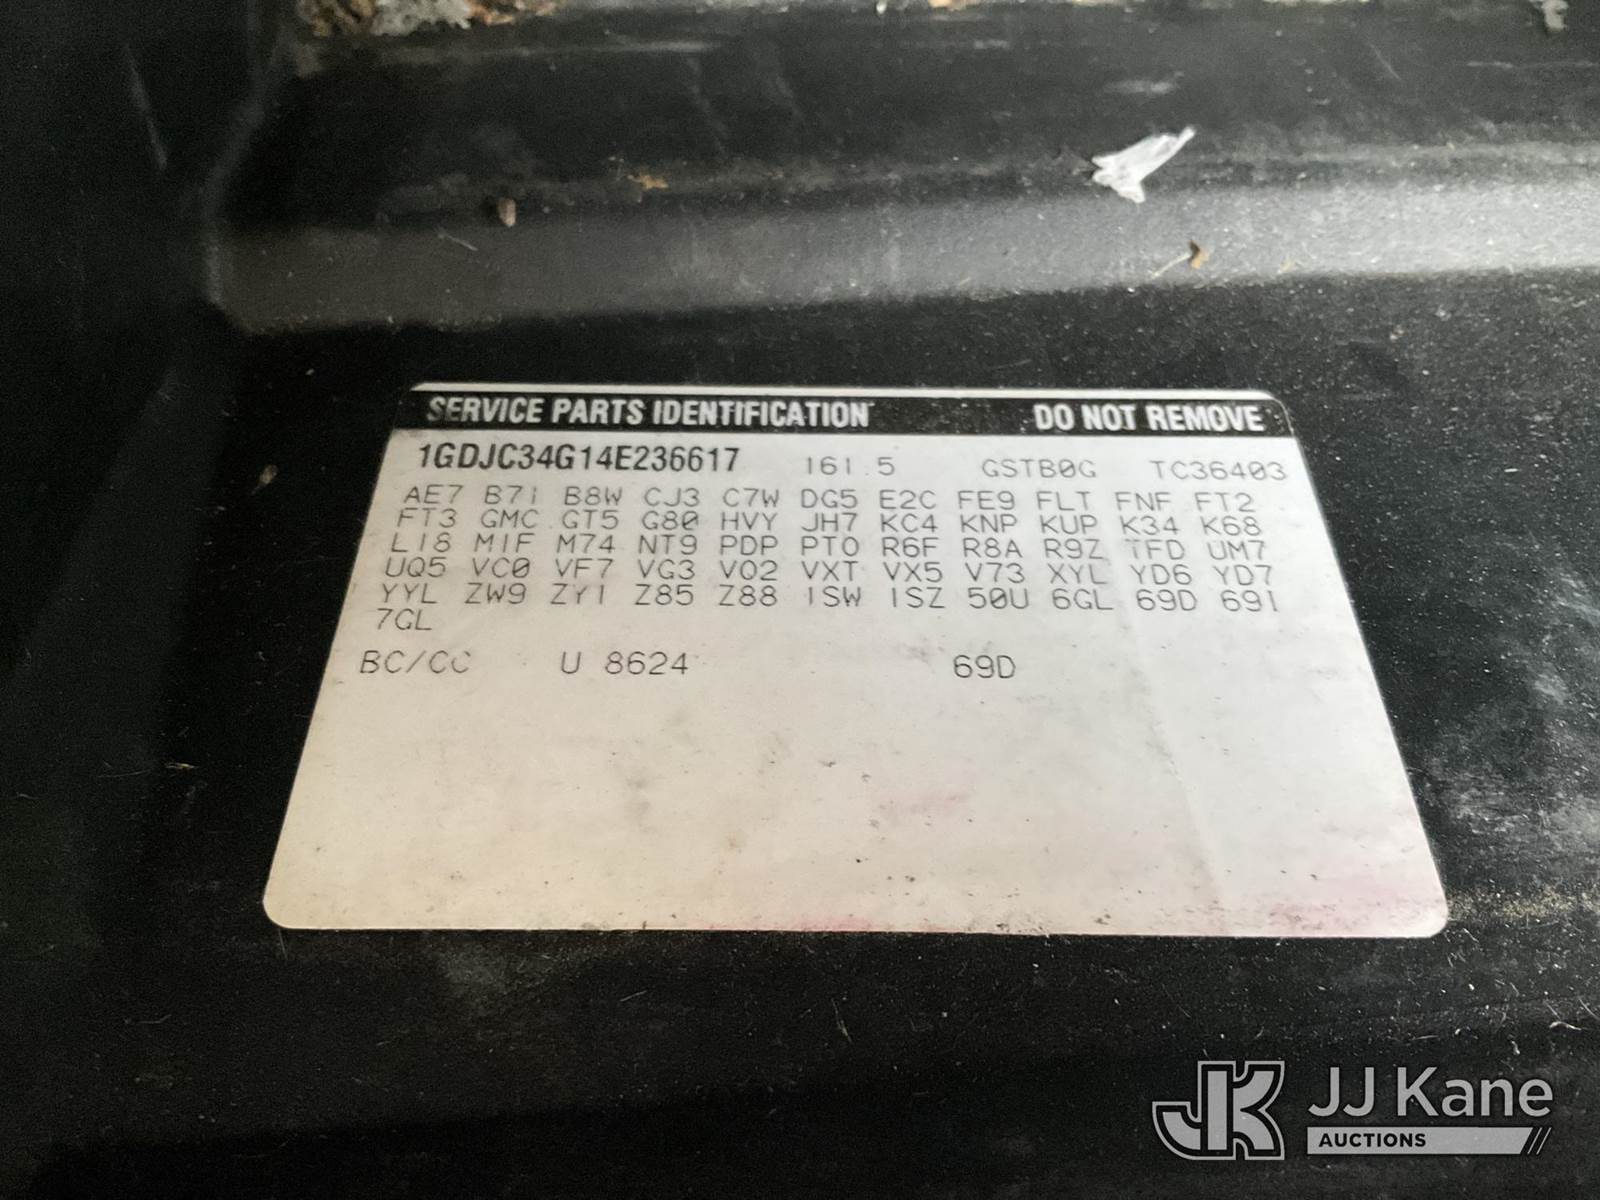 SERVICE PARTS IDENTIFICATION DO NOT REMOVE
1GDJC34G14E236617 161.5 GSTB0G TC36403
AE7 B71 B8W CJ3 C7W DG5 E2C FE9 FLT FNF FT2
FT3 GMC GT5 G80 HVY JH7 KC4 KNP KUP K34 K68
L18 MIF M74 NT9 PDP PTO R6F R8A R9Z TFD UM7
UQ5 VC0 VF7 VG3 VO2 VXT VX5 V73 XYL YD6 YD7
YYL ZW9 ZY1 Z85 Z88 1SW 1SZ 50U 6GL 69D 691
7GL
BC/CC U 8624 69D
JK JJ Kane
AUCTIONS